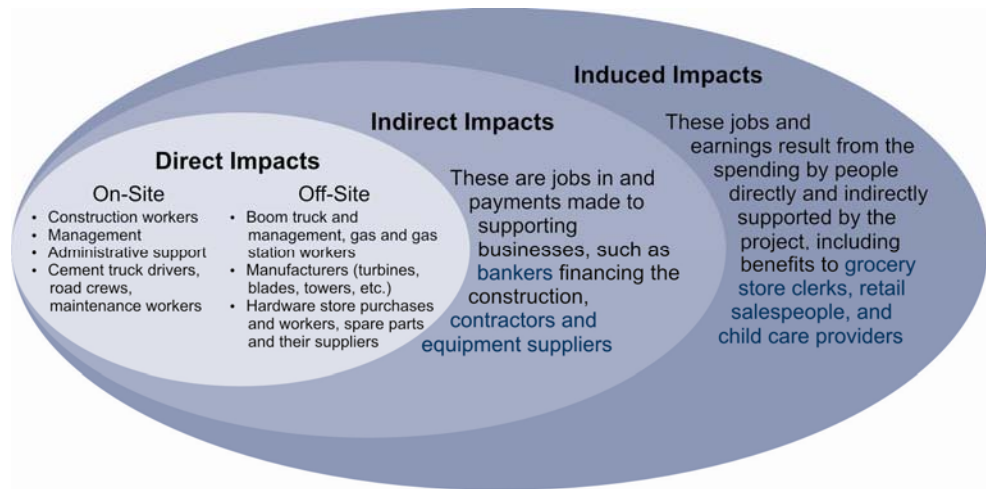 Induced Impacts
These jobs and
earnings result from the
spending by people
directly and indirectly
supported by the
project, including
benefits to grocery
store clerks, retail
salespeople, and
child care providers
Indirect Impacts
These are jobs in and
payments made to
supporting
businesses, such as
bankers financing the
construction,
contractors and
equipment suppliers
Direct Impacts
On-Site
• Construction workers
• Management
• Administrative support
• Cement truck drivers,
road crews,
maintenance workers
Off-Site
• Boom truck and
management, gas and gas
station workers
• Manufacturers (turbines,
blades, towers, etc.)
• Hardware store purchases
and workers, spare parts
and their suppliers